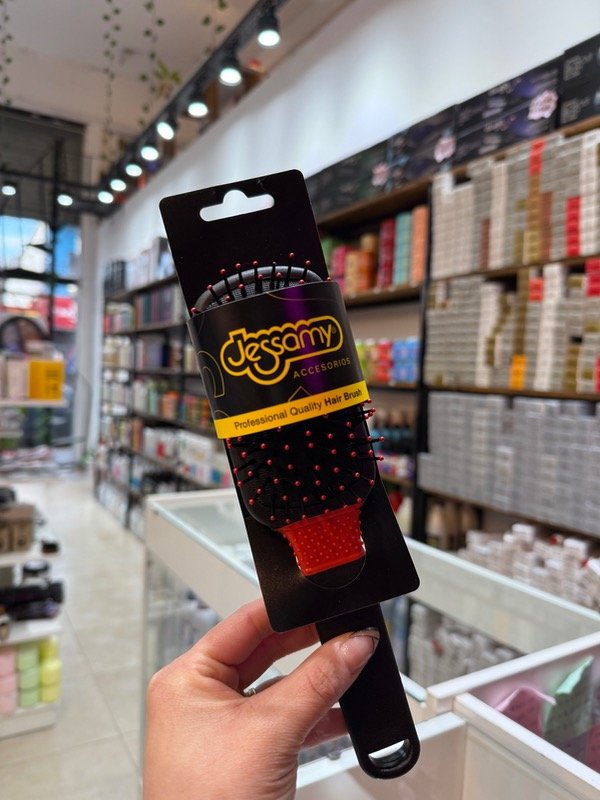 Jessamy
ACCESORIOS
Professional Quality Hair Brush